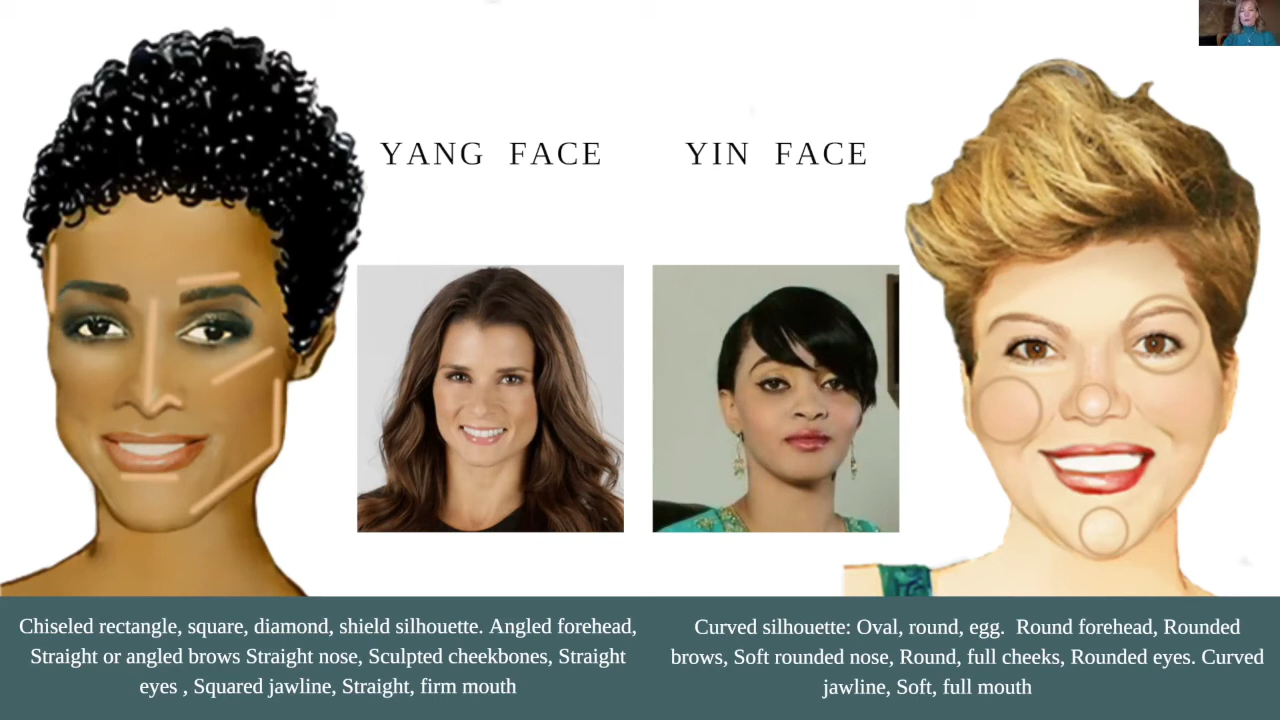 YANG FACE
YIN FACE
Chiseled rectangle, square, diamond, shield silhouette. Angled forehead,
Straight or angled brows Straight nose, Sculpted cheekbones, Straight
eyes , Squared jawline, Straight, firm mouth
Curved silhouette: Oval, round, egg.  Round forehead, Rounded
brows, Soft rounded nose, Round, full cheeks, Rounded eyes. Curved
jawline, Soft, full mouth